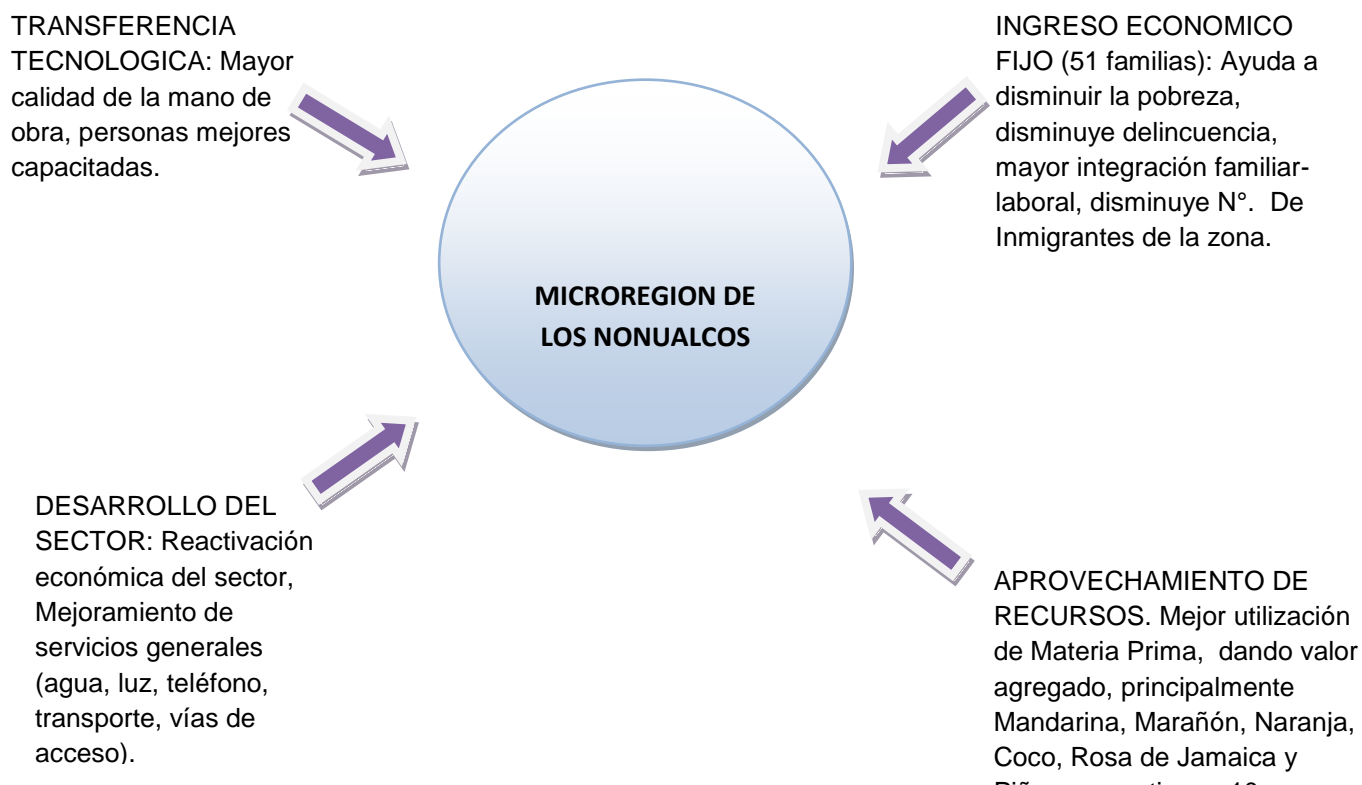 TRANSFERENCIA
TECNOLOGICA: Mayor
calidad de la mano de
obra, personas mejores
capacitadas.
INGRESO ECONOMICO
FIJO (51 familias): Ayuda a
disminuir la pobreza,
disminuye delincuencia,
mayor integración familiar-
laboral, disminuye N°. De
Inmigrantes de la zona.
MICROREGION DE
LOS NONUALCOS
DESARROLLO DEL
SECTOR: Reactivación
económica del sector,
Mejoramiento de
servicios generales
(agua, luz, teléfono,
transporte, vías de
acceso).
APROVECHAMIENTO DE
RECURSOS. Mejor utilización
de Materia Prima, dando valor
agregado, principalmente
Mandarina, Marañón, Naranja,
Coco, Rosa de Jamaica y